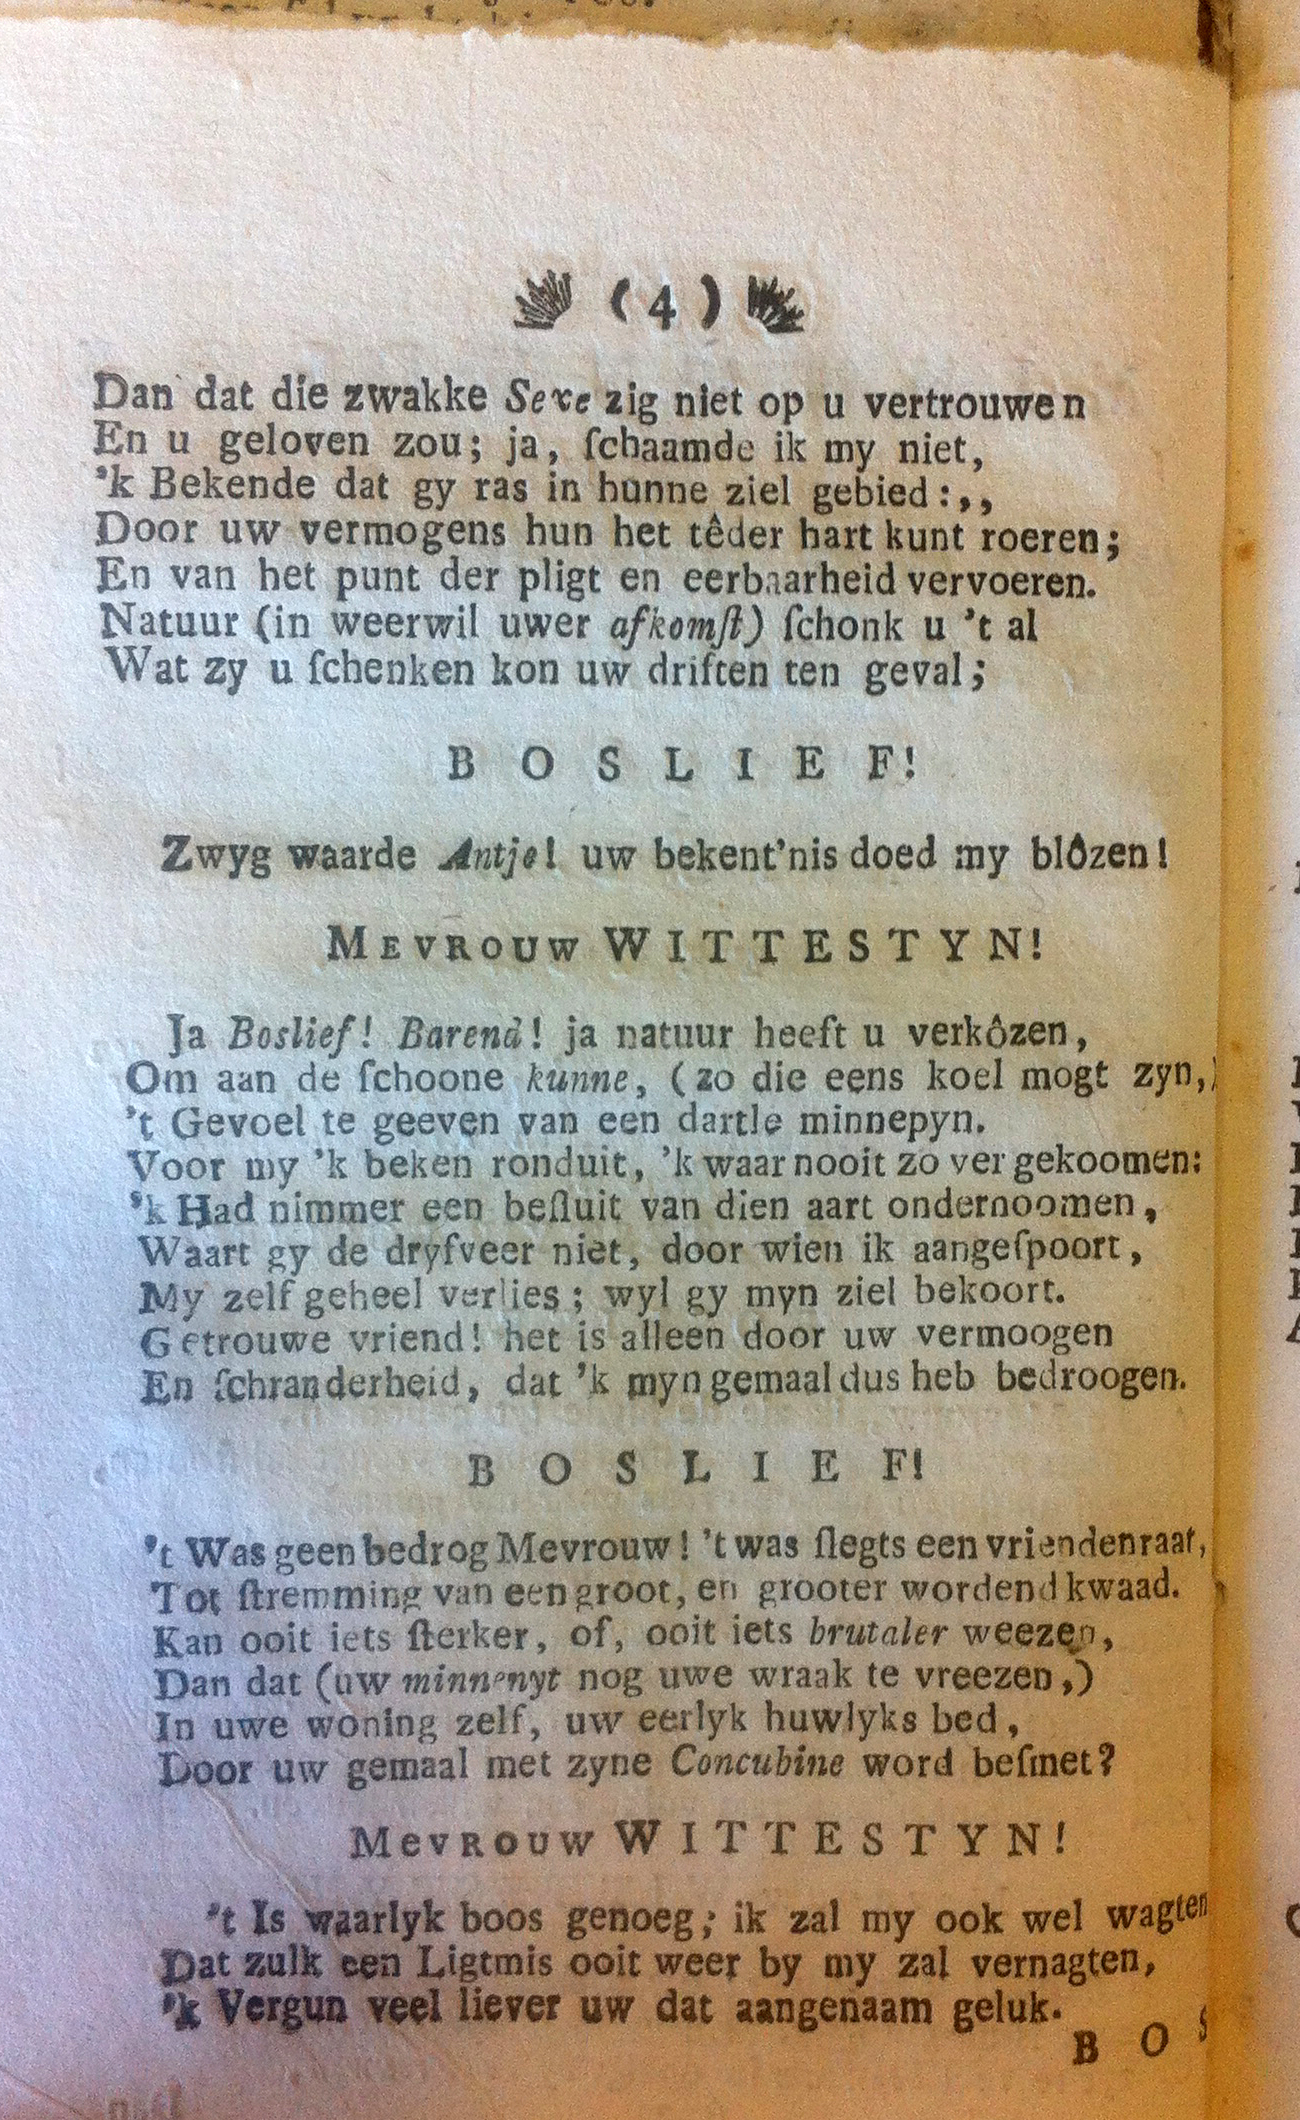 (4)
Dan dat die zwakke Sexe zig niet op u vertrouwen
En u geloven zou; ja, ſchaamde ik my niet,
'k Bekende dat gy ras in hunne ziel gebied:,,
Door uw vermogens hun het têder hart kunt roeren;
En van het punt der pligt en eerbaarheid vervoeren.
Natuur (in weerwil uwer afkomſt) ſchonk u 't al
Wat zy u ſchenken kon uw driften ten geval;
BOSLIEF!
Zwyg waarde Antje! uw bekent'nis doed my blôzen!
MEVROUW WITTESTYN!
Ja Boslief! Barend! ja natuur heeft u verkôzen,
Om aan de ſchoone kunne, (zo die eens koel mogt zyn,)
't Gevoel te geeven van een dartle minnepyn.
Voor my 'k beken ronduit, 'k waar nooit zo ver gekoomen:
'k Had nimmer een beſluit van dien aart ondernoomen,
Waart gy de dryfveer niet, door wien ik aangeſpoort,
My zelf geheel verlies; wyl gy myn ziel bekoort.
Getrouwe vriend! het is alleen door uw vermoogen
En ſchranderheid, dat 'k myn gemaal dus heb bedroogen.
BOSLIEF!
't Was geen bedrog Mevrouw! 't was ſlegts een vriendenraat,
Tot ſtremming van een groot, en grooter wordend kwaad.
Kan ooit iets ſterker, of, ooit iets brutaler weezen,
Dan dat (uw minnenyt nog uwe wraak te vreezen,)
In uwe woning zelf, uw eerlyk huwlyks bed,
Door uw gemaal met zyne Concubine word beſmet?
MEVROUW WITTESTYN!
't Is waarlyk boos genoeg; ik zal my ook wel wagten
Dat zulk een Ligtmis ooit weer by my zal vernagten,
'k Vergun veel liever uw dat aangenaam geluk.
BOS